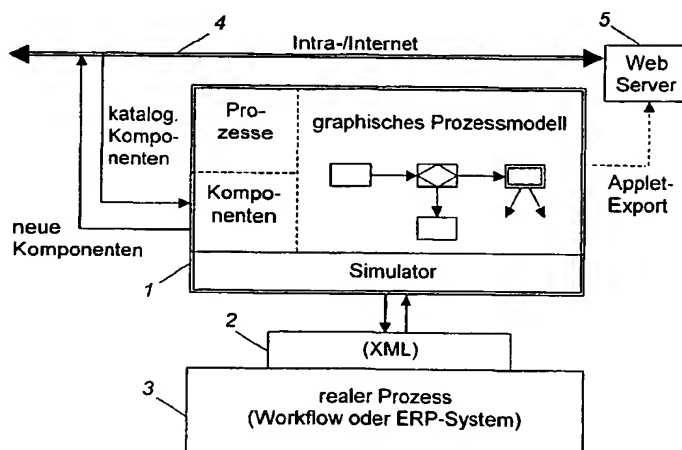 4
5
Intra-/Internet
Web
Server
katalog.
Kompo-
nenten
Pro-
zesse
graphisches Prozessmodell
Kompo-
nenten
Applet-
Export
neue
Komponenten
1
Simulator
2
(XML)
3
realer Prozess
(Workflow oder ERP-System)